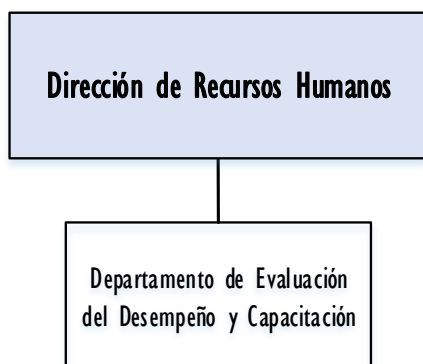 Dirección de Recursos Humanos
Departamento de Evaluación
del Desempeño y Capacitación